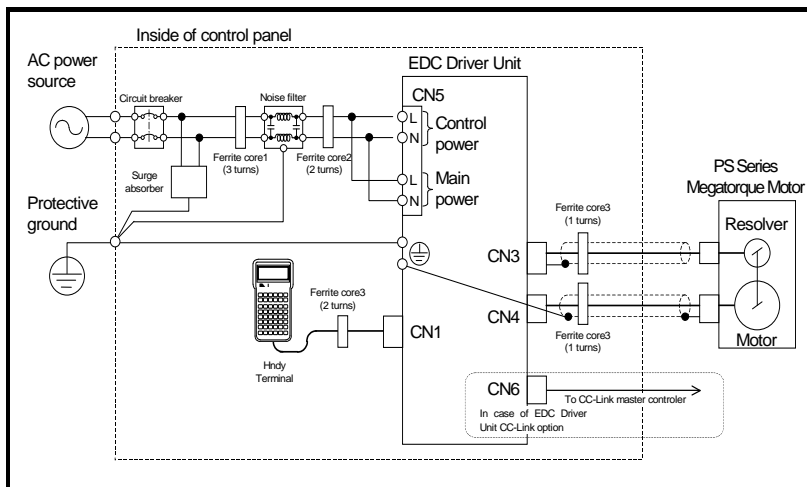 Inside of control panel
AC power
source
EDC Driver Unit
Circuit breaker
Noise filter
CN5
L
N
Control
power
Ferrite core1
(3 turns)
Ferrite core2
(2 turns)
Surge
absorber
L
N
Main
power
PS Series
Megatorque Motor
Protective
ground
Ferrite core3
(1 turns)
Resolver
CN3
Ferrite core3
(2 turns)
CN1
CN4
Ferrite core3
(1 turns)
Motor
Hndy
Terminal
CN6
To CC-Link master controler
In case of EDC Driver
Unit CC-Link option